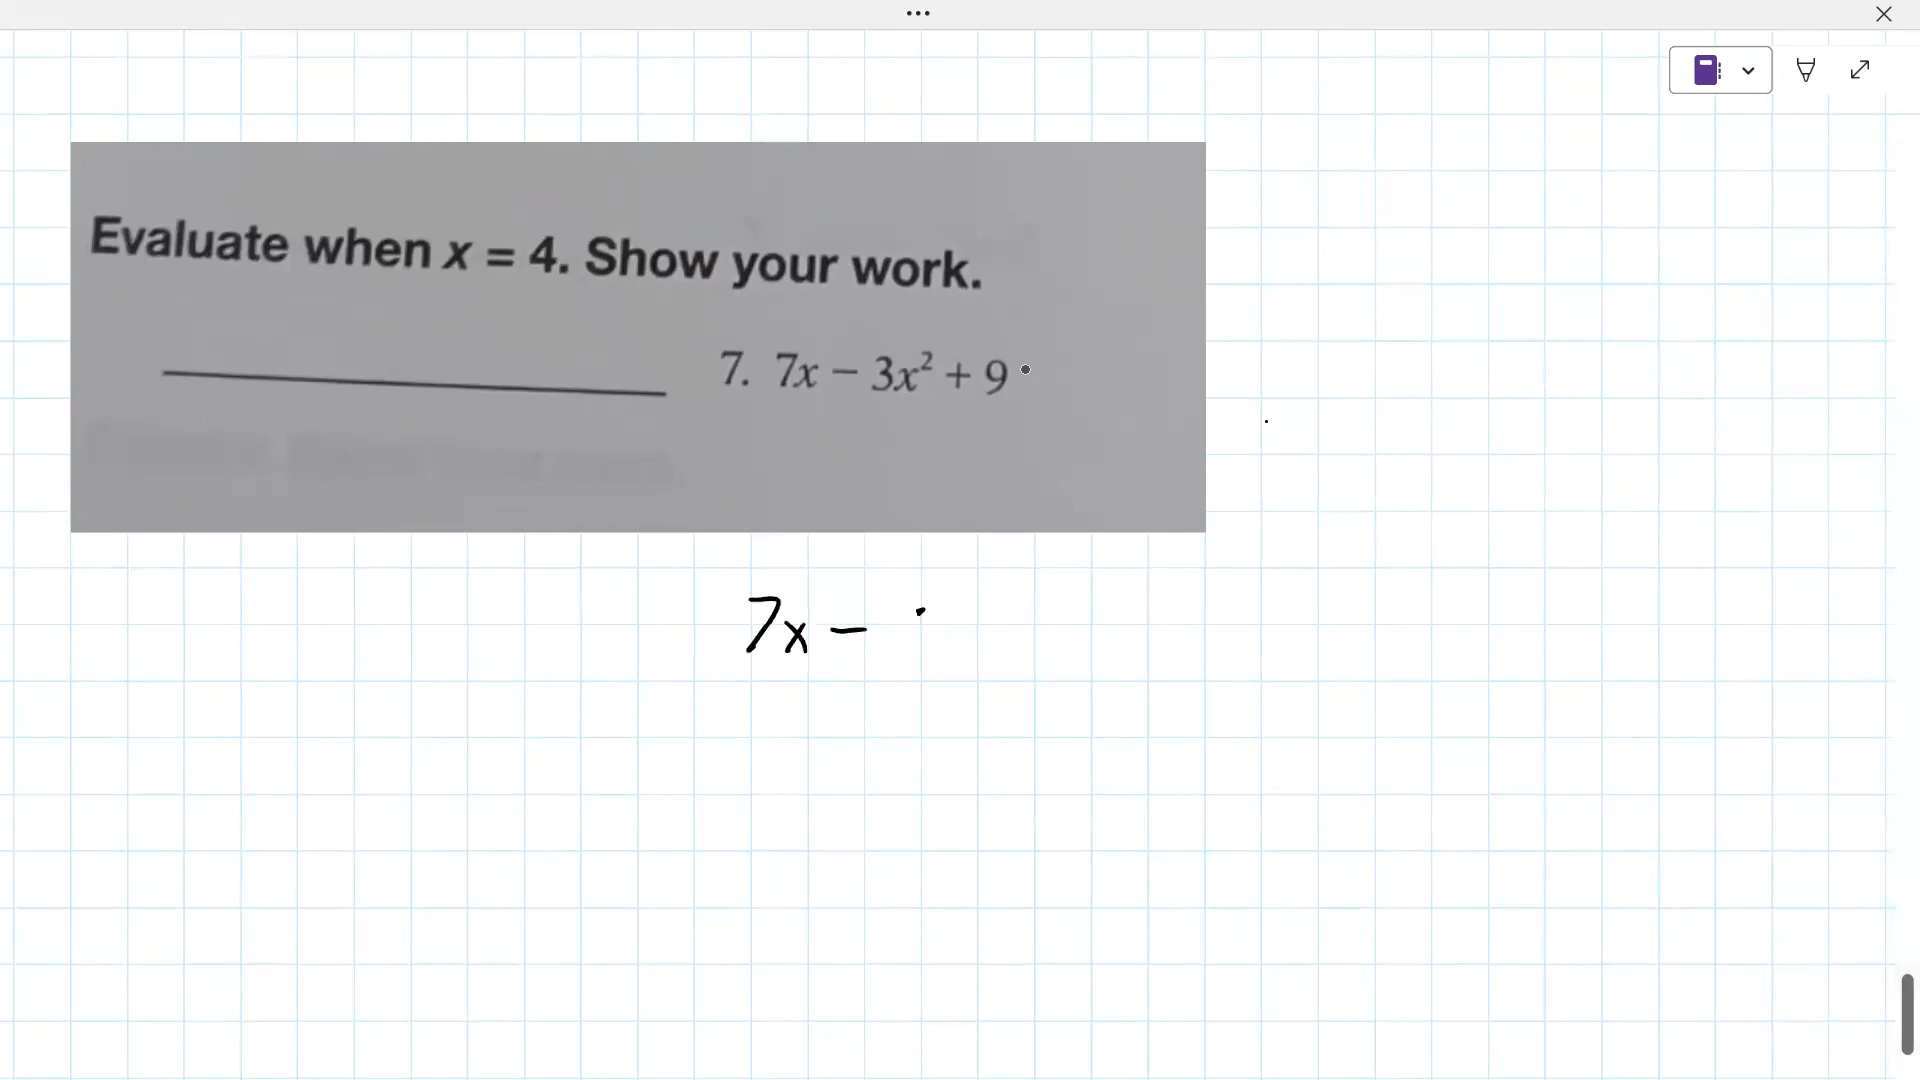 Evaluate when x = 4. Show your work.
7. 7x − 3x² + 9
7x −